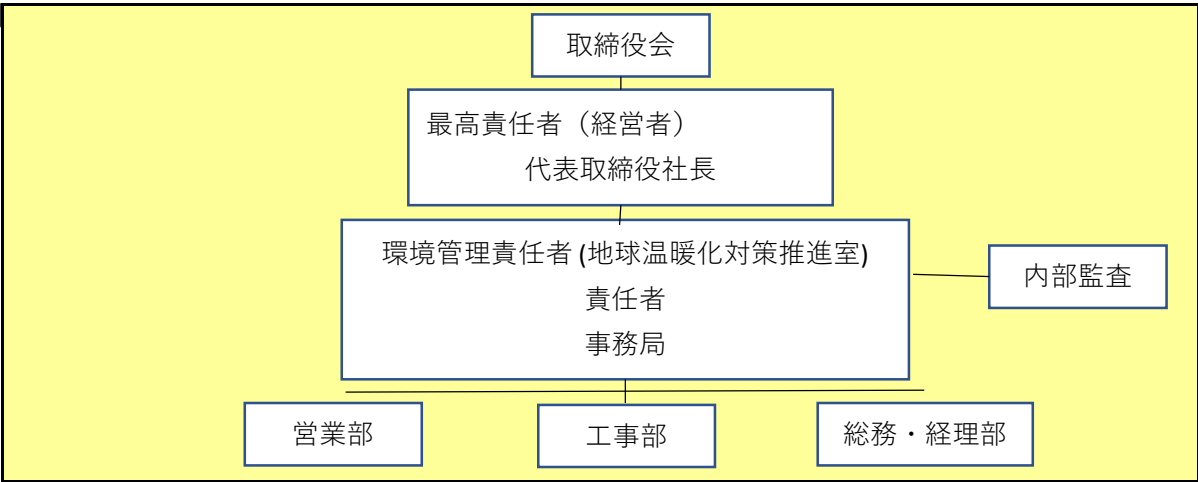 取締役会
最高責任者（経営者）
代表取締役社長
環境管理責任者(地球温暖化対策推進室)
責任者
事務局
内部監査
営業部
工事部
総務・経理部